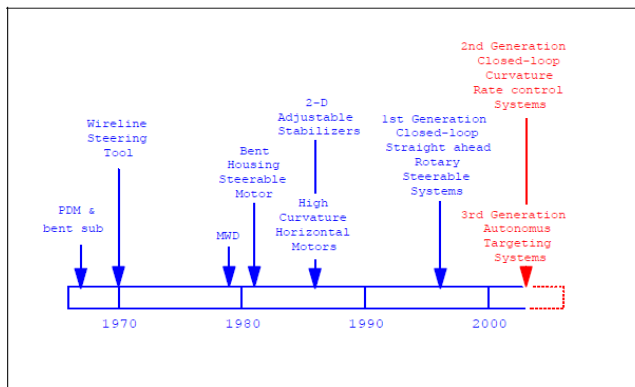 PDM &
bent sub
Wireline
Steering
Tool
MWD
Bent
Housing
Steerable
Motor
2-D
Adjustable
Stabilizers
High
Curvature
Horizontal
Motors
1st Generation
Closed-loop
Straight ahead
Rotary
Steerable
Systems
2nd Generation
Closed-loop
Curvature
Rate control
Systems
3rd Generation
Autonomus
Targeting
Systems
1970
1980
1990
2000